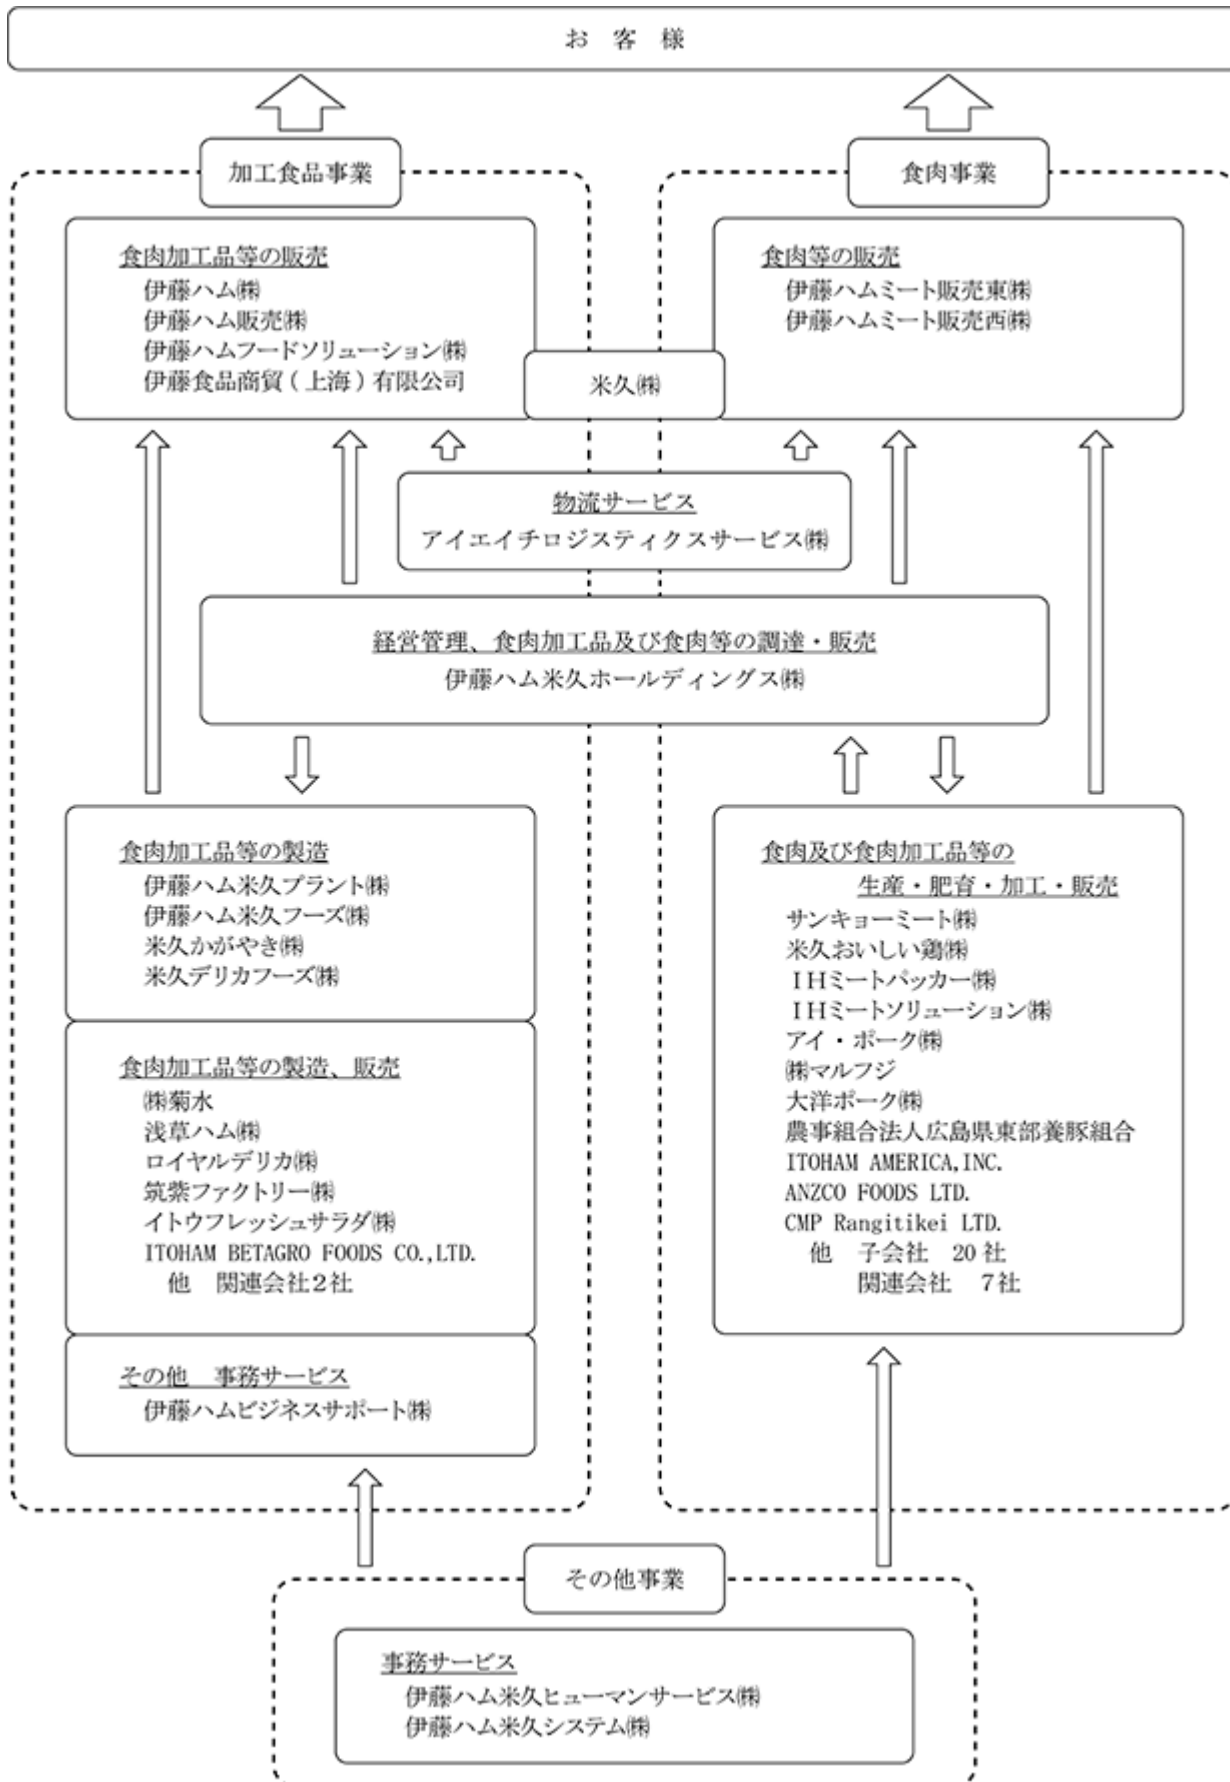 お 客 様
加工食品事業
食肉加工品等の販売
伊藤ハム㈱
伊藤ハム販売㈱
伊藤ハムフードソリューション㈱
伊藤食品商貿(上海)有限公司
食肉事業
食肉等の販売
伊藤ハムミート販売東㈱
伊藤ハムミート販売西㈱
米久㈱
物流サービス
アイエイチロジスティクスサービス㈱
経営管理、食肉加工品及び食肉等の調達・販売
伊藤ハム米久ホールディングス㈱
食肉加工品等の製造
伊藤ハム米久プラント㈱
伊藤ハム米久フーズ㈱
米久かがやき㈱
米久デリカフーズ㈱
食肉加工品等の製造、販売
㈱菊水
浅草ハム㈱
ロイヤルデリカ㈱
筑紫ファクトリー㈱
イトウフレッシュサラダ㈱
ITOHAM BETAGRO FOODS CO.,LTD.
他 関連会社2社
その他 事務サービス
伊藤ハムビジネスサポート㈱
食肉及び食肉加工品等の
生産・肥育・加工・販売
サンキョーミート㈱
米久おいしい鶏㈱
IHミートパッカー㈱
IHミートソリューション㈱
アイ・ポーク㈱
㈱マルフジ
大洋ポーク㈱
農事組合法人広島県東部養豚組合
ITOHAM AMERICA,INC.
ANZCO FOODS LTD.
CMP Rangitikei LTD.
他 子会社 20社
関連会社 7社
その他事業
事務サービス
伊藤ハム米久ヒューマンサービス㈱
伊藤ハム米久システム㈱